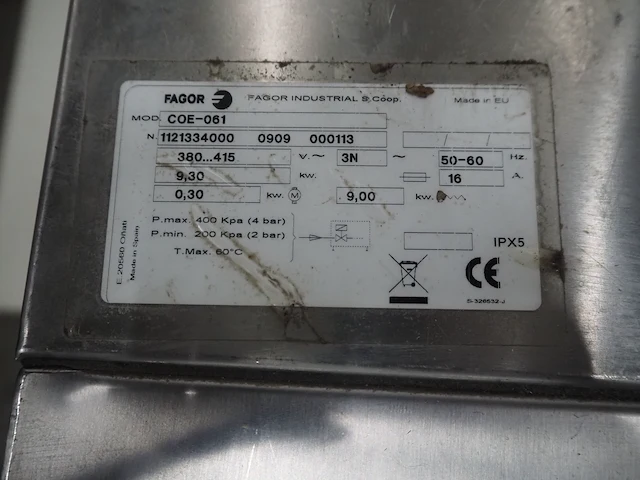 FAGOR FAGOR INDUSTRIAL S.Coop. Made in EU
MOD. COE-061
N. 1121334000 0909 000113 / /
380...415 V. ~ 3N ~ 50-60 Hz.
9,30 kw. 16 A.
0,30 kw. M 9,00 kw.
P.max. 400 Kpa (4 bar)
P.min. 200 Kpa (2 bar)
T.Max. 60°C
IPX5
CE
S-326532-J
E.20560 Oñati
Made in Spain